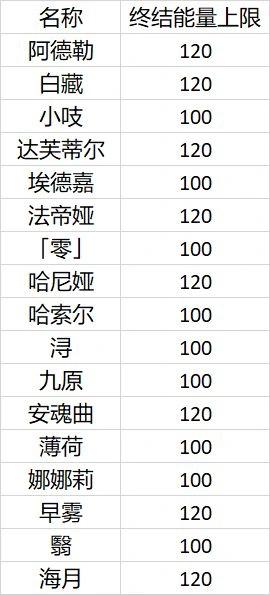 名称 终结能量上限
阿德勒 120
白藏 120
小吱 100
达芙蒂尔 120
埃德嘉 100
法帝娅 120
「零」 100
哈尼娅 120
哈索尔 100
浔 100
九原 100
安魂曲 120
薄荷 100
娜娜莉 100
早雾 120
翳 100
海月 120